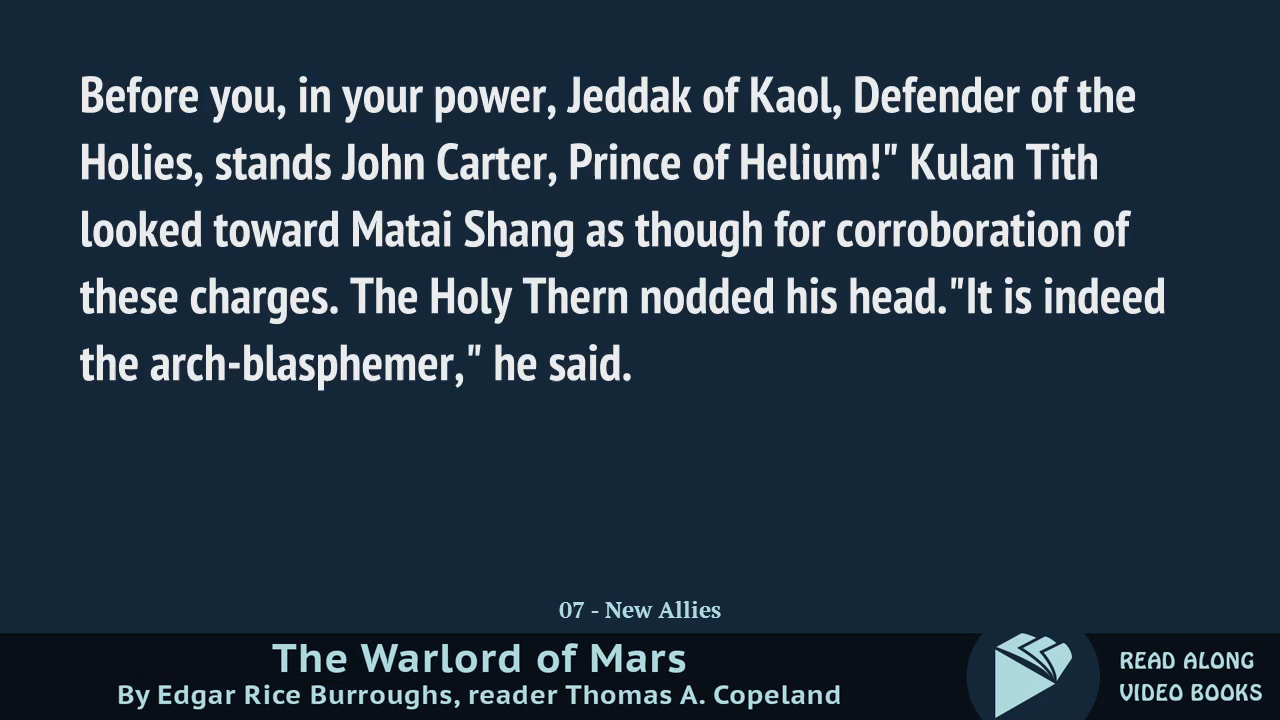 Before you, in your power, Jeddak of Kaol, Defender of the
Holies, stands John Carter, Prince of Helium!" Kulan Tith
looked toward Matai Shang as though for corroboration of
these charges. The Holy Thern nodded his head."It is indeed
the arch-blasphemer," he said.
07 - New Allies
The Warlord of Mars
By Edgar Rice Burroughs, reader Thomas A. Copeland
READ ALONG
VIDEO BOOKS